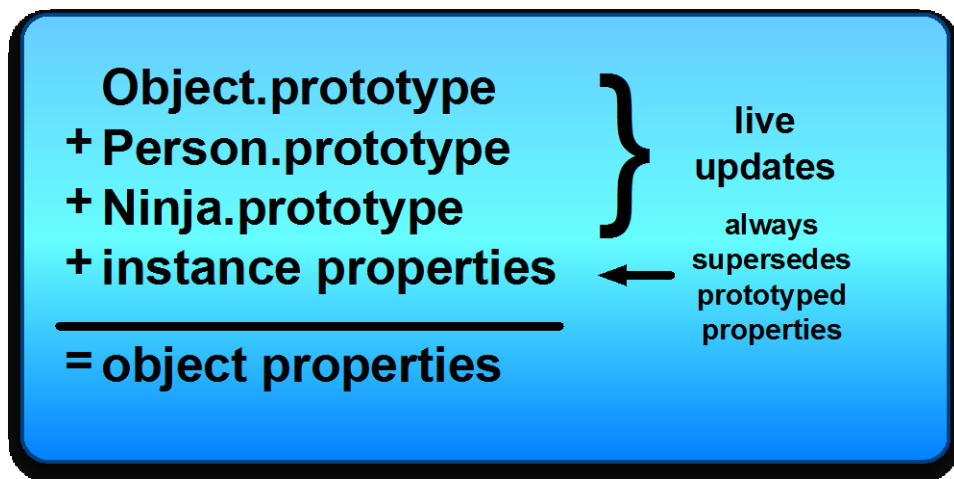 Object.prototype
+ Person.prototype
+ Ninja.prototype
+ instance properties
= object properties
}
live
updates
always
supersedes
prototyped
properties